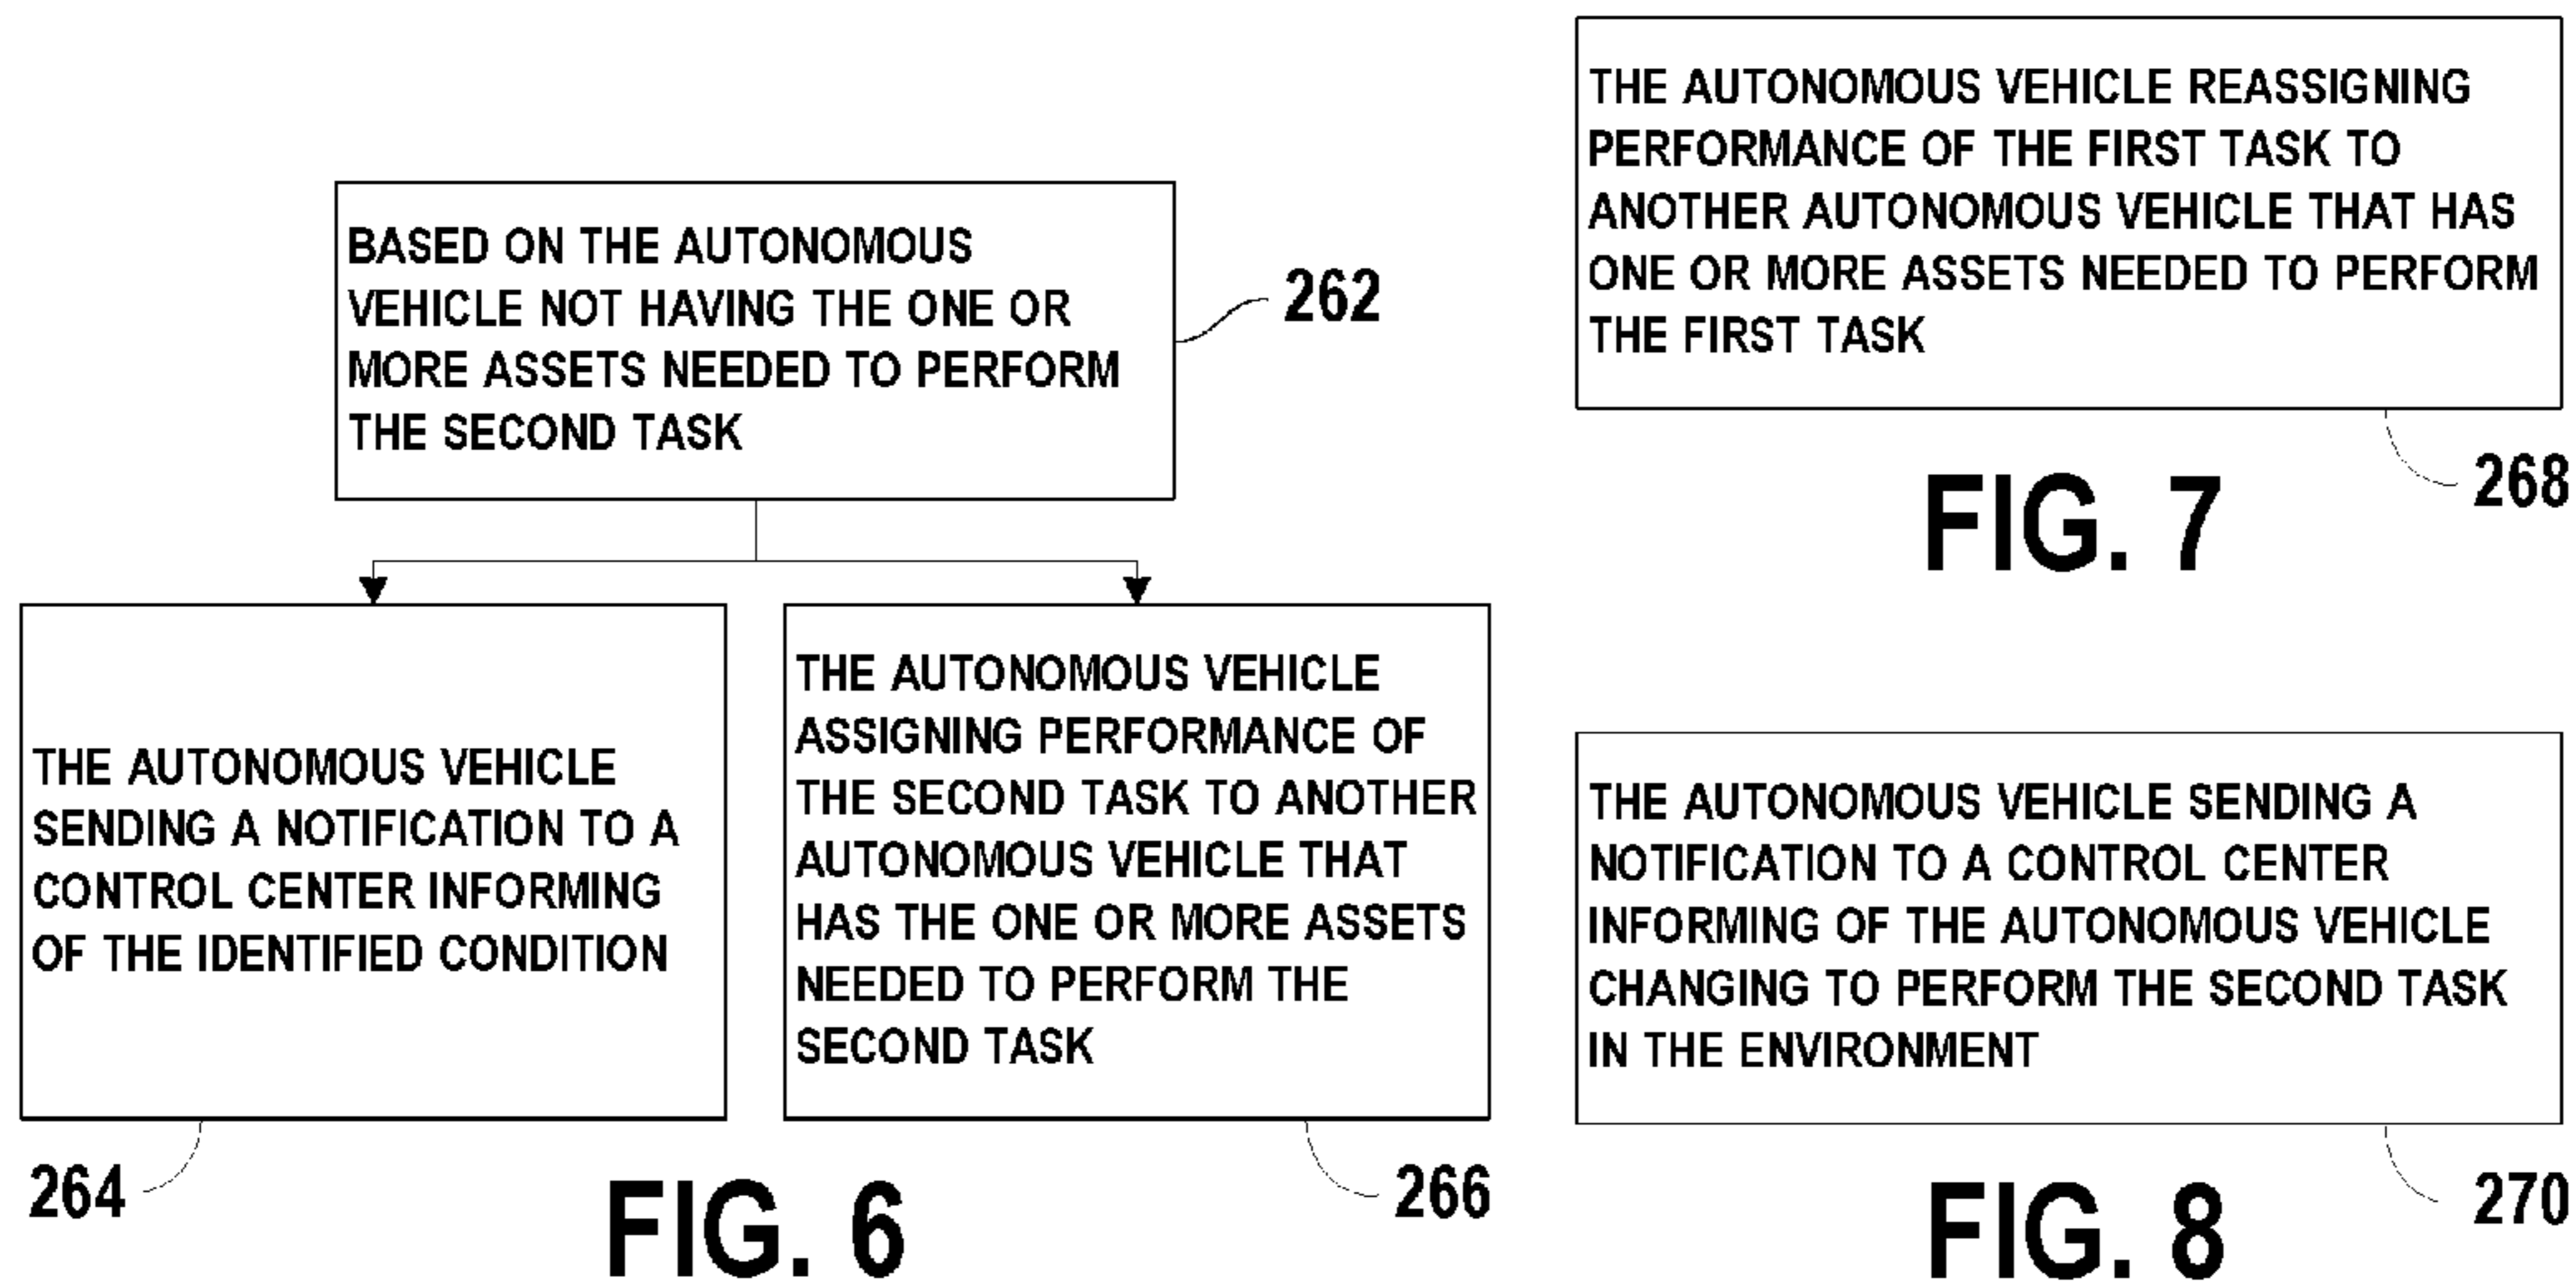 BASED ON THE AUTONOMOUS
VEHICLE NOT HAVING THE ONE OR
MORE ASSETS NEEDED TO PERFORM
THE SECOND TASK
262
THE AUTONOMOUS VEHICLE
SENDING A NOTIFICATION TO A
CONTROL CENTER INFORMING
OF THE IDENTIFIED CONDITION
264
THE AUTONOMOUS VEHICLE
ASSIGNING PERFORMANCE OF
THE SECOND TASK TO ANOTHER
AUTONOMOUS VEHICLE THAT
HAS THE ONE OR MORE ASSETS
NEEDED TO PERFORM THE
SECOND TASK
266
FIG. 6
THE AUTONOMOUS VEHICLE REASSIGNING
PERFORMANCE OF THE FIRST TASK TO
ANOTHER AUTONOMOUS VEHICLE THAT HAS
ONE OR MORE ASSETS NEEDED TO PERFORM
THE FIRST TASK
268
FIG. 7
THE AUTONOMOUS VEHICLE SENDING A
NOTIFICATION TO A CONTROL CENTER
INFORMING OF THE AUTONOMOUS VEHICLE
CHANGING TO PERFORM THE SECOND TASK
IN THE ENVIRONMENT
270
FIG. 8